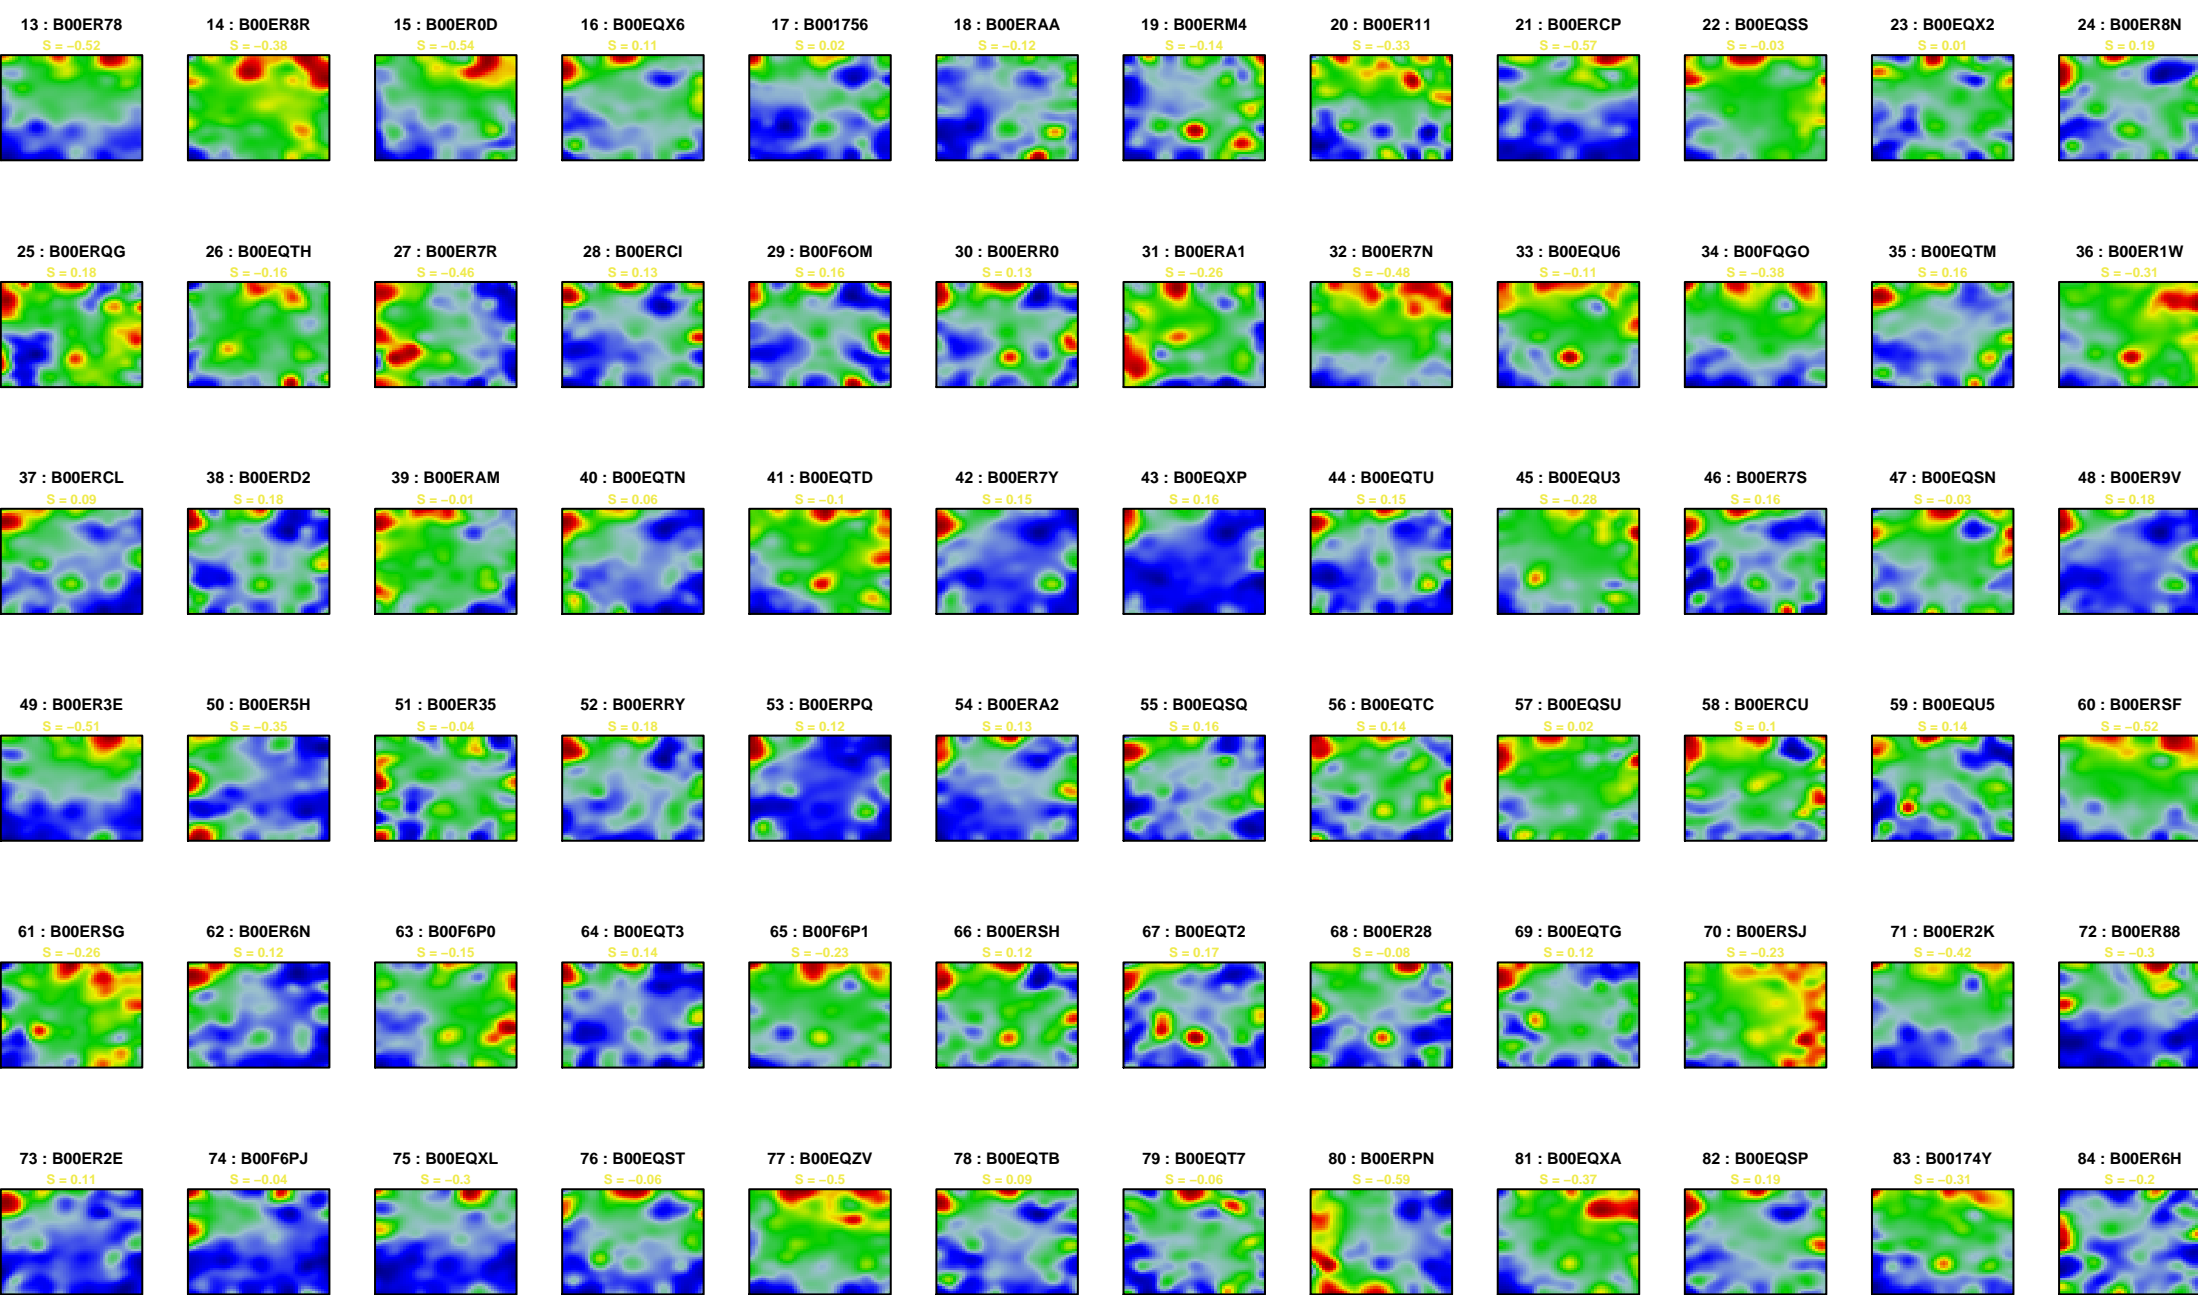 13 : B00ER78 14 : B00ER8R 15 : B00ER0D 16 : B00EQX6 17 : B001756 18 : B00ERAA 19 : B00ERM4 20 : B00ER11 21 : B00ERCP 22 : B00EQSS 23 : B00EQX2 24 : B00ER8N
S = −0.52 S = −0.38 S = −0.54 S = 0.11 S = 0.02 S = −0.12 S = −0.14 S = −0.33 S = −0.57 S = −0.03 S = 0.01 S = 0.19
25 : B00ERQG 26 : B00EQTH 27 : B00ER7R 28 : B00ERCI 29 : B00F6OM 30 : B00ERR0 31 : B00ERA1 32 : B00ER7N 33 : B00EQU6 34 : B00FQGO 35 : B00EQTM 36 : B00ER1W
S = 0.18 S = −0.16 S = −0.46 S = 0.13 S = 0.16 S = 0.13 S = −0.26 S = −0.48 S = −0.11 S = −0.38 S = 0.16 S = −0.31
37 : B00ERCL 38 : B00ERD2 39 : B00ERAM 40 : B00EQTN 41 : B00EQTD 42 : B00ER7Y 43 : B00EQXP 44 : B00EQTU 45 : B00EQU3 46 : B00ER7S 47 : B00EQSN 48 : B00ER9V
S = 0.09 S = 0.18 S = −0.01 S = 0.06 S = −0.1 S = 0.15 S = 0.16 S = 0.15 S = −0.28 S = 0.16 S = −0.03 S = 0.18
49 : B00ER3E 50 : B00ER5H 51 : B00ER35 52 : B00ERRY 53 : B00ERPQ 54 : B00ERA2 55 : B00EQSQ 56 : B00EQTC 57 : B00EQSU 58 : B00ERCU 59 : B00EQU5 60 : B00ERSF
S = −0.51 S = −0.35 S = −0.04 S = 0.18 S = 0.12 S = 0.13 S = 0.16 S = 0.14 S = 0.02 S = 0.1 S = 0.14 S = −0.52
61 : B00ERSG 62 : B00ER6N 63 : B00F6P0 64 : B00EQT3 65 : B00F6P1 66 : B00ERSH 67 : B00EQT2 68 : B00ER28 69 : B00EQTG 70 : B00ERSJ 71 : B00ER2K 72 : B00ER88
S = −0.26 S = 0.12 S = −0.15 S = 0.14 S = −0.23 S = 0.12 S = 0.17 S = −0.08 S = 0.12 S = −0.23 S = −0.42 S = −0.3
73 : B00ER2E 74 : B00F6PJ 75 : B00EQXL 76 : B00EQST 77 : B00EQZV 78 : B00EQTB 79 : B00EQT7 80 : B00ERPN 81 : B00EQXA 82 : B00EQSP 83 : B00174Y 84 : B00ER6H
S = 0.11 S = −0.04 S = −0.3 S = −0.06 S = −0.5 S = 0.09 S = −0.06 S = −0.59 S = −0.37 S = 0.19 S = −0.31 S = −0.2